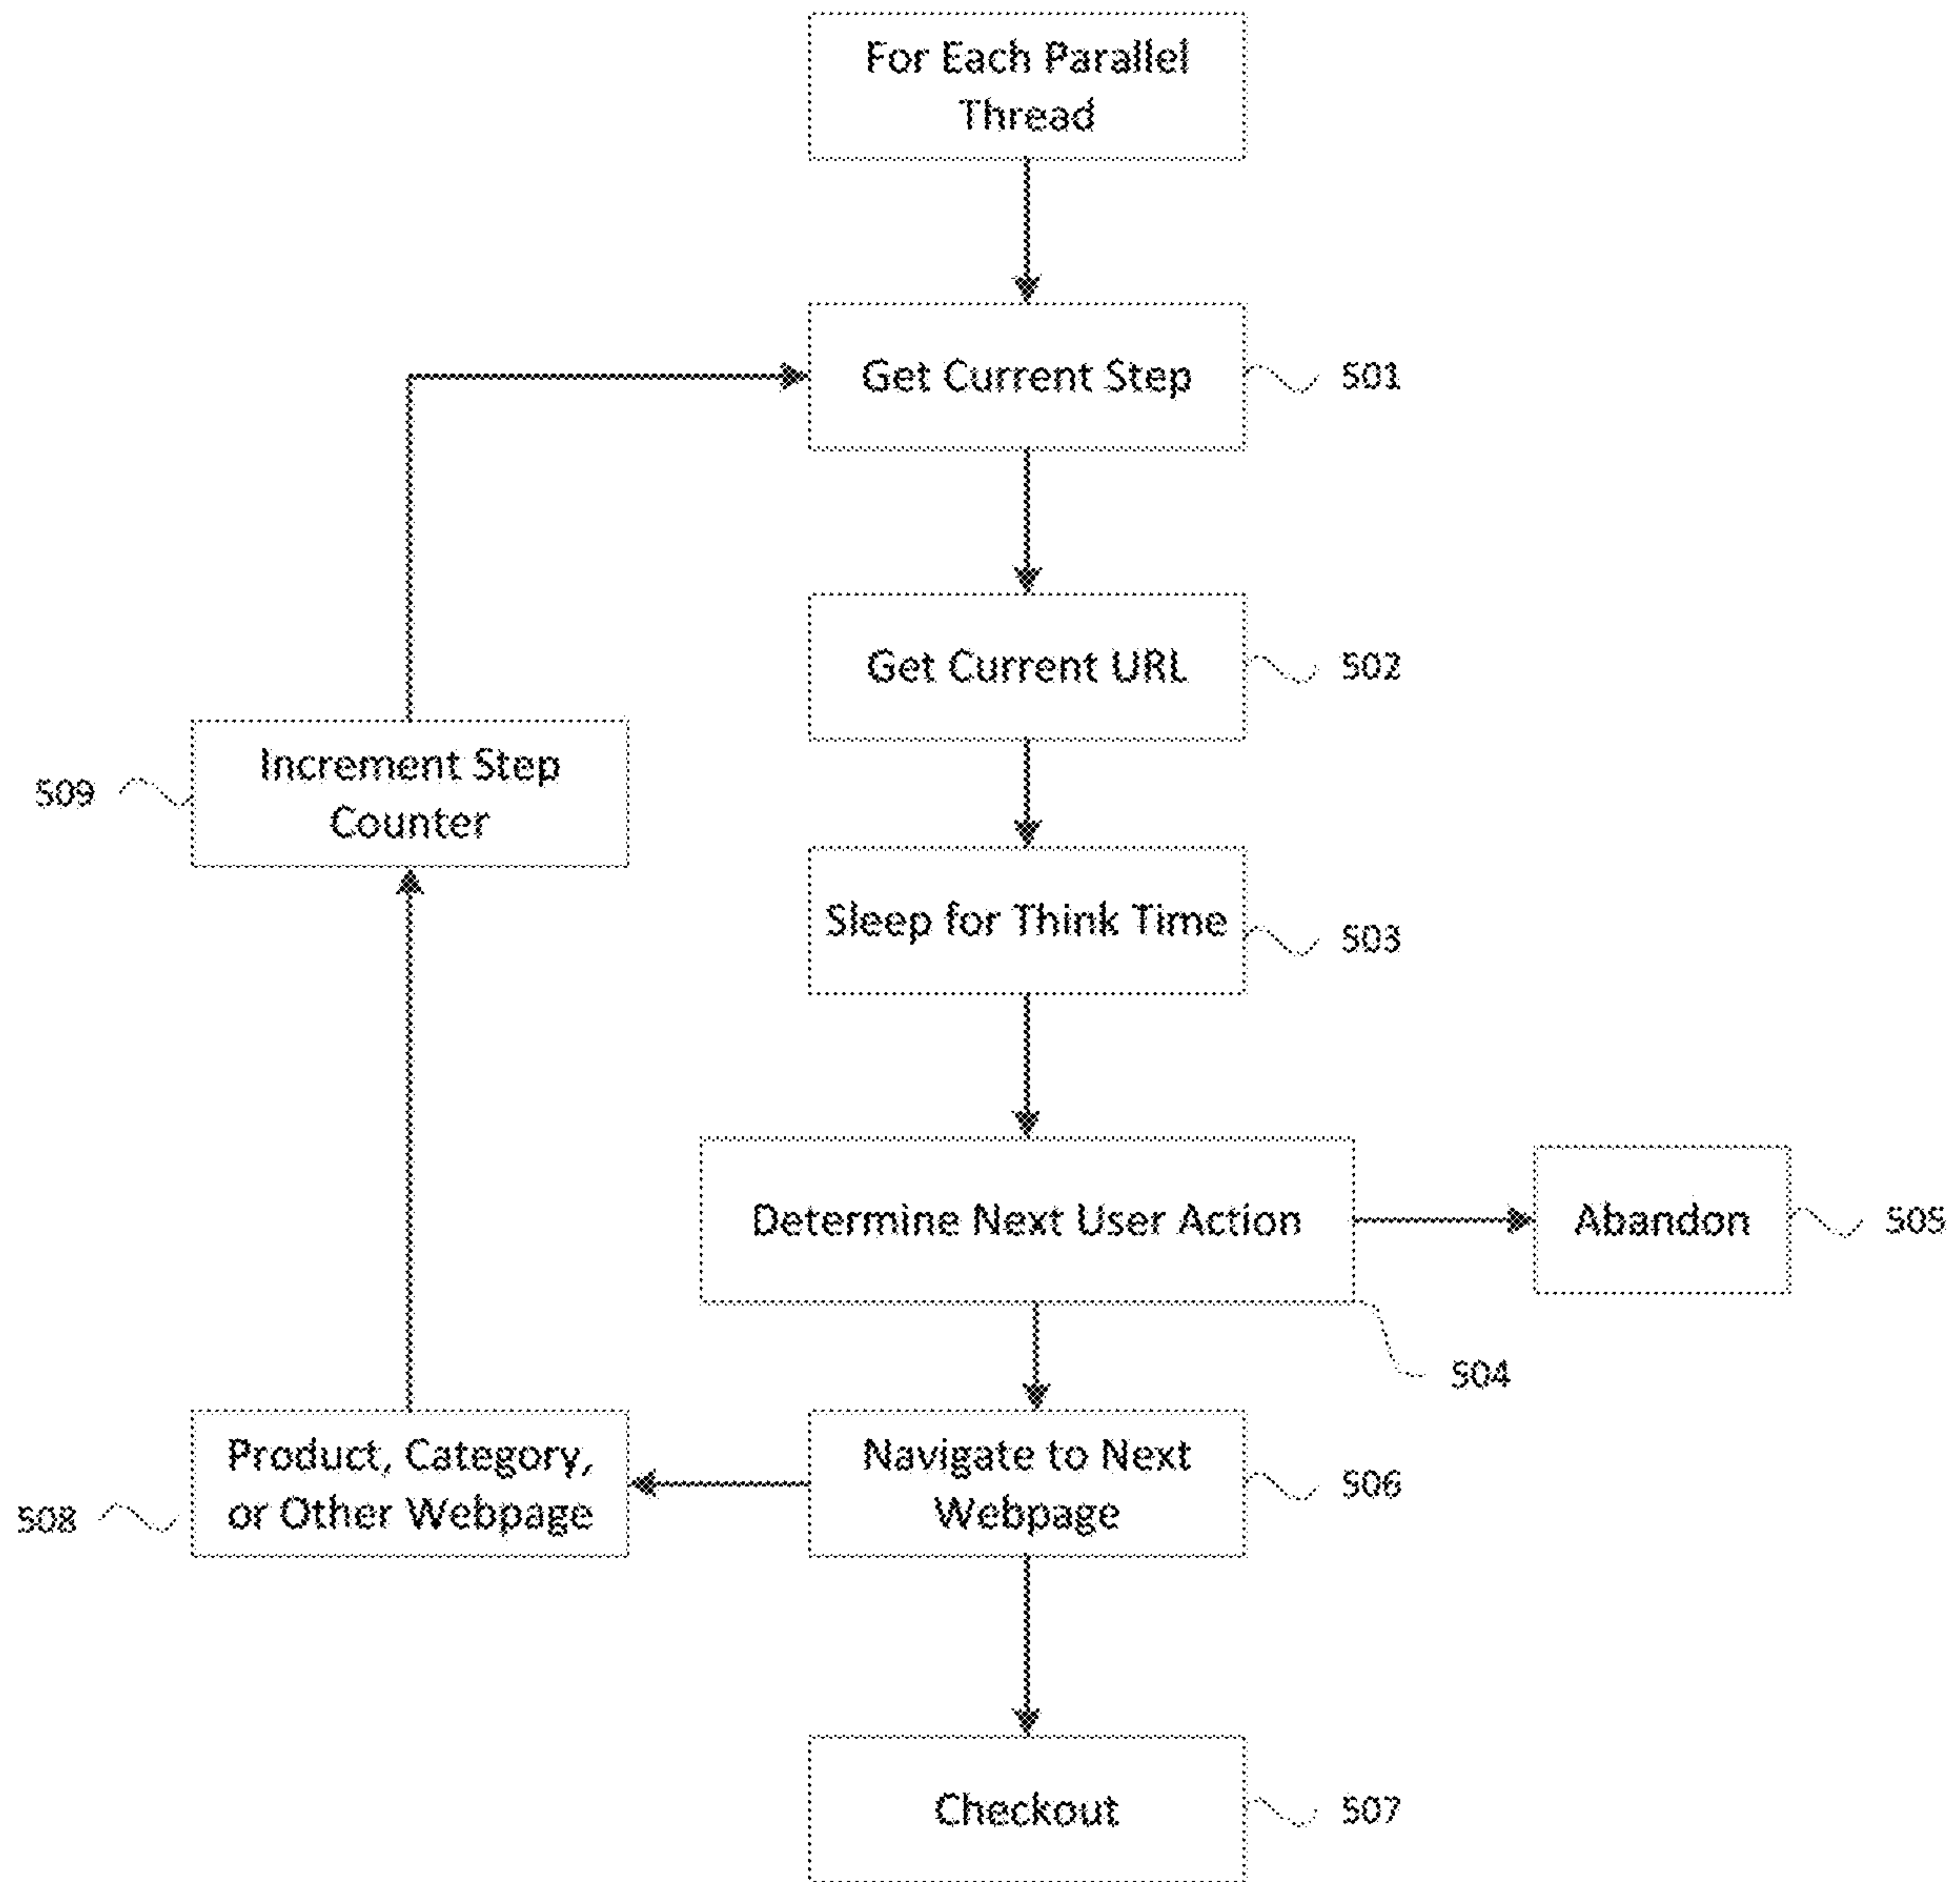 For Each Parallel
Thread
Get Current Step
501
Get Current URL
502
Increment Step
Counter
509
Sleep for Think Time
503
Determine Next User Action
504
Abandon
505
Product, Category,
or Other Webpage
508
Navigate to Next
Webpage
506
Checkout
507